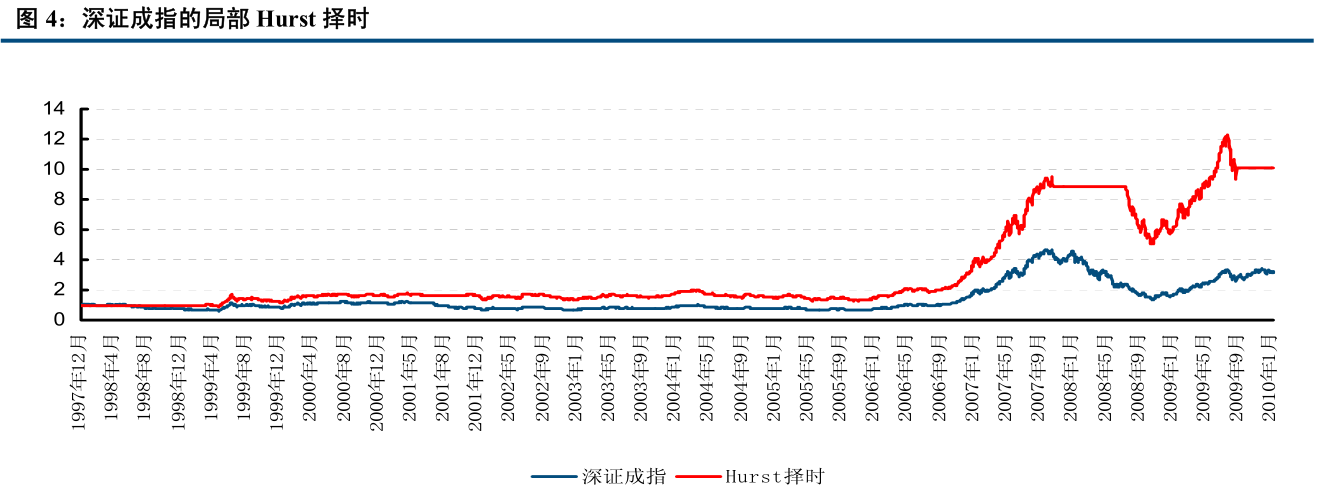 图 4：深证成指的局部 Hurst 择时
14
12
10
8
6
4
2
0
1997年12月
1998年4月
1998年8月
1998年12月
1999年4月
1999年8月
1999年12月
2000年4月
2000年8月
2000年12月
2001年5月
2001年8月
2001年12月
2002年5月
2002年9月
2003年1月
2003年5月
2003年9月
2004年1月
2004年5月
2004年9月
2005年1月
2005年5月
2005年9月
2006年1月
2006年5月
2006年9月
2007年1月
2007年5月
2007年9月
2008年1月
2008年5月
2008年9月
2009年1月
2009年5月
2009年9月
2010年1月
深证成指
Hurst择时